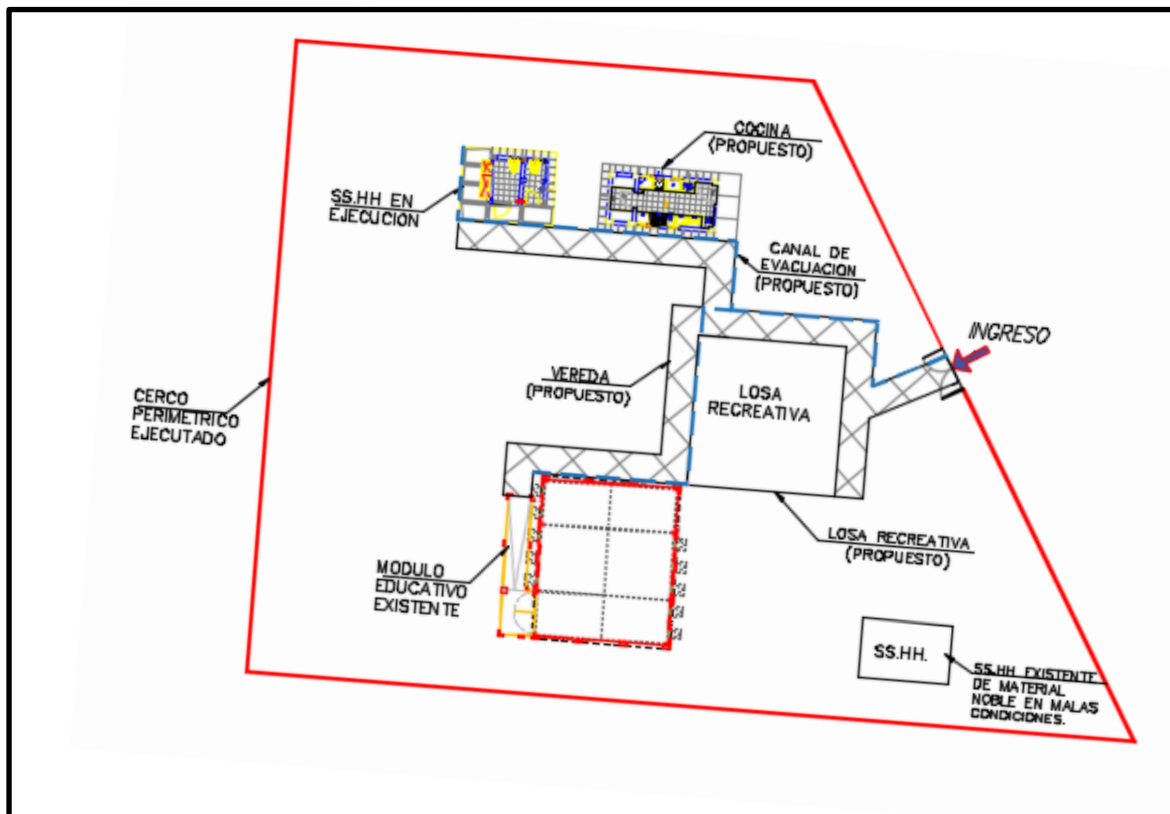 COCINA
(PROPUESTO)
SS.HH EN
EJECUCION
CANAL DE
EVACUACION
(PROPUESTO)
INGRESO
VEREDA
(PROPUESTO)
LOSA
RECREATIVA
CERCO
PERIMETRICO
EJECUTADO
LOSA RECREATIVA
(PROPUESTO)
MODULO
EDUCATIVO
EXISTENTE
SS.HH.
SS.HH EXISTENTE
DE MATERIAL
NOBLE EN MALAS
CONDICIONES.